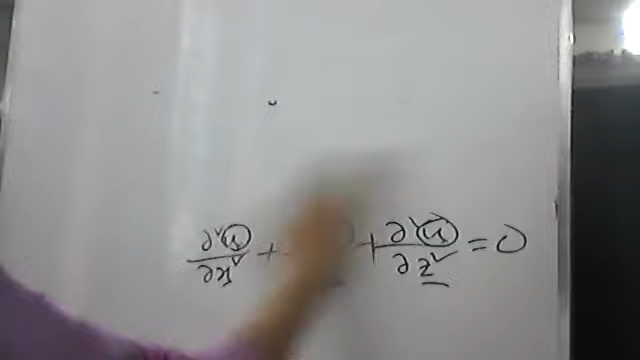 ∂²u/∂x² + + ∂²u/∂z² = 0